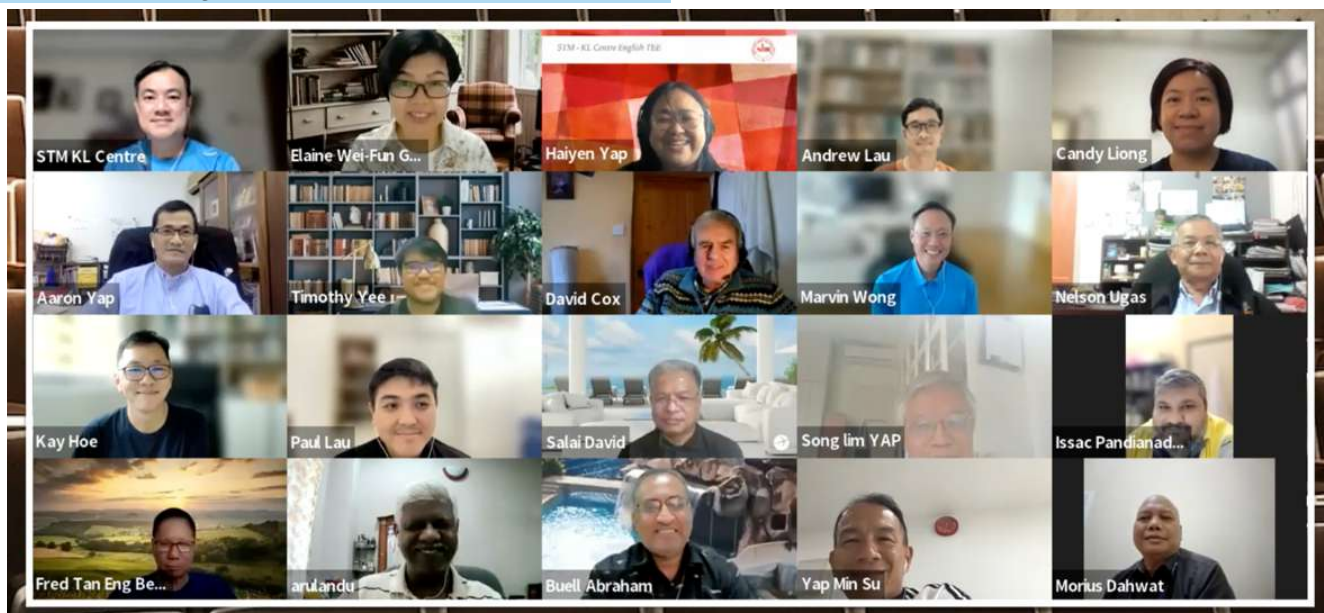 STM - KL Centre English TEE
STM KL Centre
Elaine Wei-Fun G...
Haiyen Yap
Andrew Lau
Candy Liong
Aaron Yap
Timothy Yee
David Cox
Marvin Wong
Nelson Ugas
Kay Hoe
Paul Lau
Salai David
Song lim YAP
Issac Pandianad...
Fred Tan Eng Be...
arulandu
Buell Abraham
Yap Min Su
Morius Dahwat